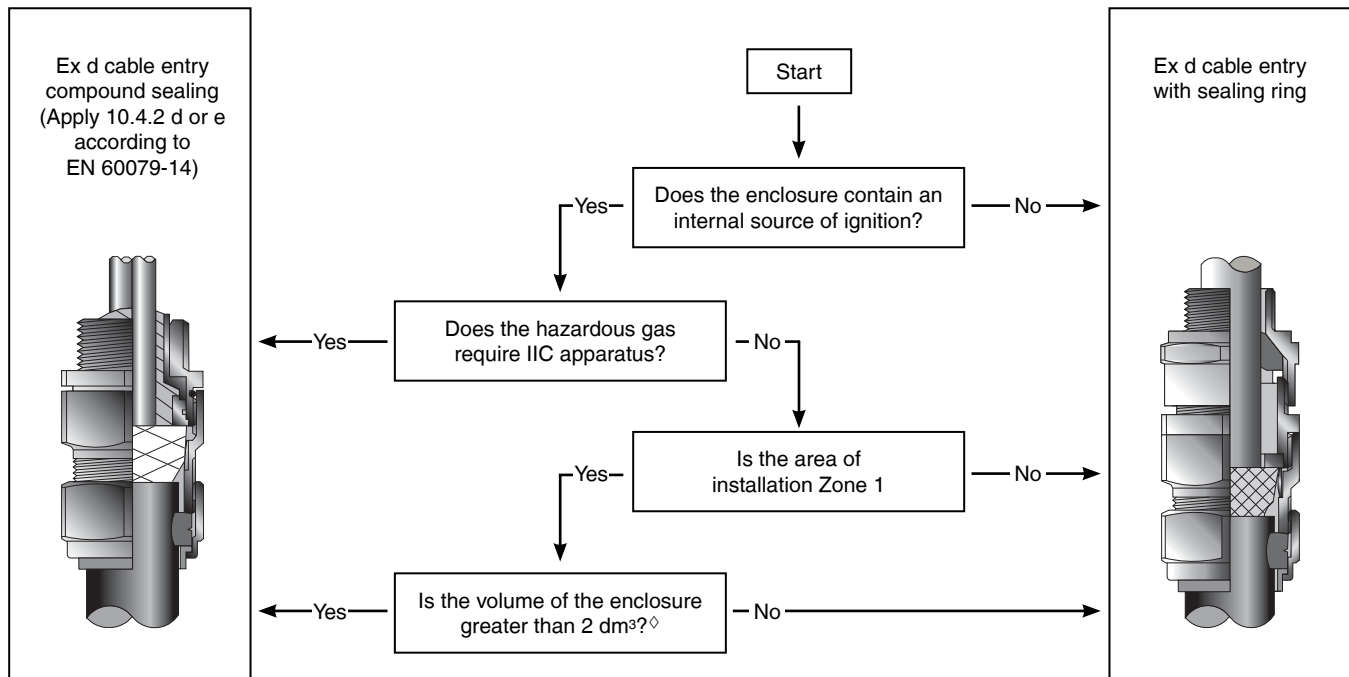 Ex d cable entry
compound sealing
(Apply 10.4.2 d or e
according to
EN 60079-14)
Start
Ex d cable entry
with sealing ring
Does the enclosure contain an
internal source of ignition?
Yes
No
Does the hazardous gas
require IIC apparatus?
Yes
No
Is the area of
installation Zone 1
Yes
No
Is the volume of the enclosure
greater than 2 dm³?◊
Yes
No